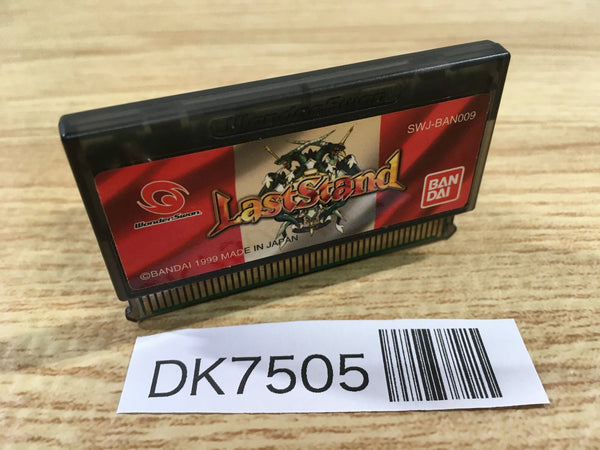 WonderSwan
SWJ-BAN009
WonderSwan
LastStand
BAN
DAI
©BANDAI 1999 MADE IN JAPAN
DK7505